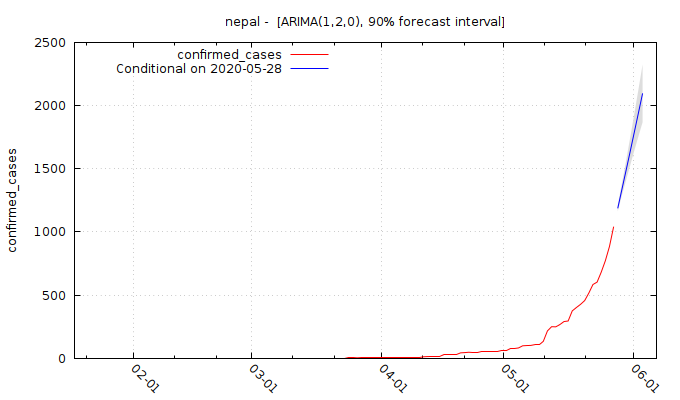 nepal -  [ARIMA(1,2,0), 90% forecast interval]
confirmed_cases
Conditional on 2020-05-28
confirmed_cases
2500
2000
1500
1000
500
0
02-01
03-01
04-01
05-01
06-01